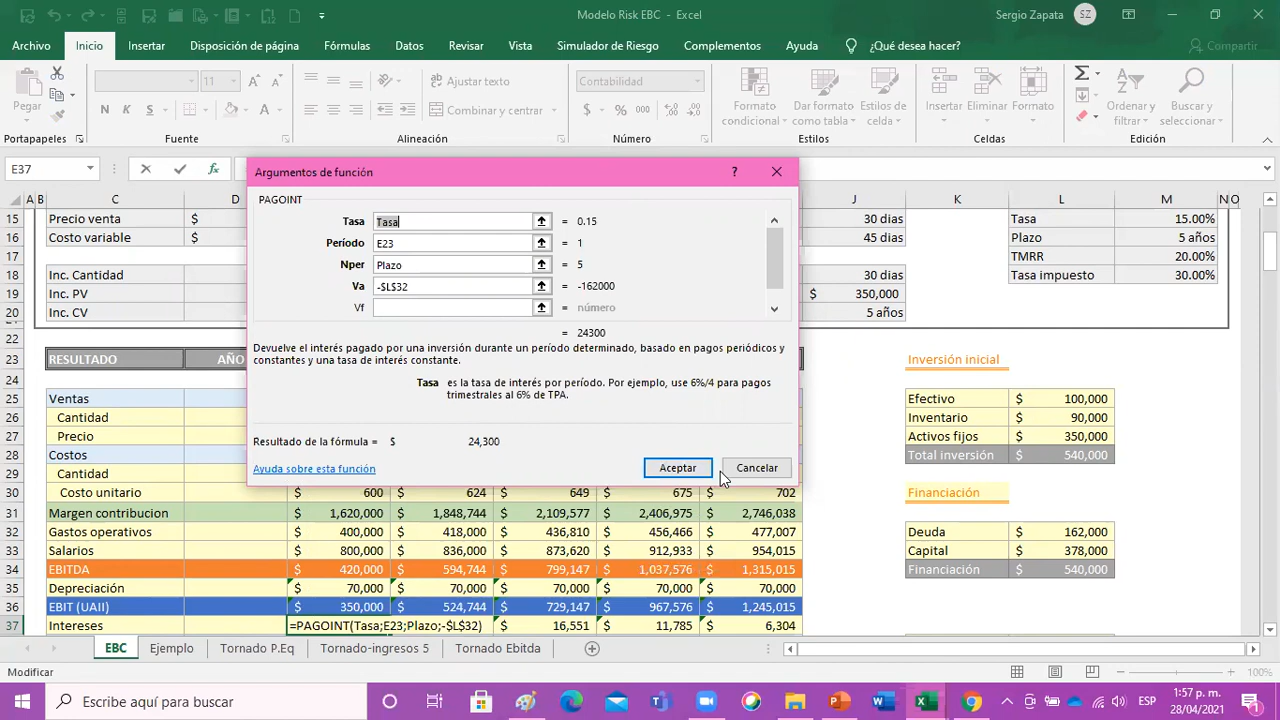 Modelo Risk EBC - Excel
Sergio Zapata
SZ
Archivo Inicio Insertar Disposición de página Fórmulas Datos Revisar Vista Simulador de Riesgo Complementos Ayuda ¿Qué desea hacer? Compartir
Pegar
11
Ajustar texto
Combinar y centrar
Contabilidad
$ % 000
Formato condicional
Dar formato como tabla
Estilos de celda
Insertar Eliminar Formato
Ordenar y filtrar
Buscar y seleccionar
Portapapeles Fuente Alineación Número Estilos Celdas Edición
E37
Argumentos de función
PAGOINT
Tasa Tasa = 0.15
Período E23 = 1
Nper Plazo = 5
Va -$L$32 = -162000
Vf = número
= 24300
Devuelve el interés pagado por una inversión durante un período determinado, basado en pagos periódicos y
constantes y una tasa de interés constante.
Tasa es la tasa de interés por período. Por ejemplo, use 6%/4 para pagos
trimestrales al 6% de TPA.
Resultado de la fórmula = $ 24,300
Ayuda sobre esta función
Aceptar Cancelar
A B C D J K L M N O
15 Precio venta $ 30 dias Tasa 15.00%
16 Costo variable $ 45 dias Plazo 5 años
TMRR 20.00%
18 Inc. Cantidad 30 dias Tasa impuesto 30.00%
19 Inc. PV $ 350,000
20 Inc. CV 5 años
22
23 RESULTADO AÑO Inversión inicial
24
25 Ventas Efectivo $ 100,000
26 Cantidad Inventario $ 90,000
27 Precio Activos fijos $ 350,000
28 Costos Total inversión $ 540,000
29 Cantidad
30 Costo unitario 600 $ 624 $ 649 $ 675 $ 702 Financiación
31 Margen contribucion $ 1,620,000 $ 1,848,744 $ 2,109,577 $ 2,406,975 $ 2,746,038
32 Gastos operativos $ 400,000 $ 418,000 $ 436,810 $ 456,466 $ 477,007 Deuda $ 162,000
33 Salarios $ 800,000 $ 836,000 $ 873,620 $ 912,933 $ 954,015 Capital $ 378,000
34 EBITDA $ 420,000 $ 594,744 $ 799,147 $ 1,037,576 $ 1,315,015 Financiación $ 540,000
35 Depreciación $ 70,000 $ 70,000 $ 70,000 $ 70,000 $ 70,000
36 EBIT (UAII) $ 350,000 $ 524,744 $ 729,147 $ 967,576 $ 1,245,015
37 Intereses =PAGOINT(Tasa;E23;Plazo;-$L$32) $ 16,551 $ 11,785 $ 6,304
EBC Ejemplo Tornado P.Eq Tornado-ingresos 5 Tornado Ebitda
Modificar
100%
Escribe aquí para buscar
ESP
1:57 p. m.
28/04/2021